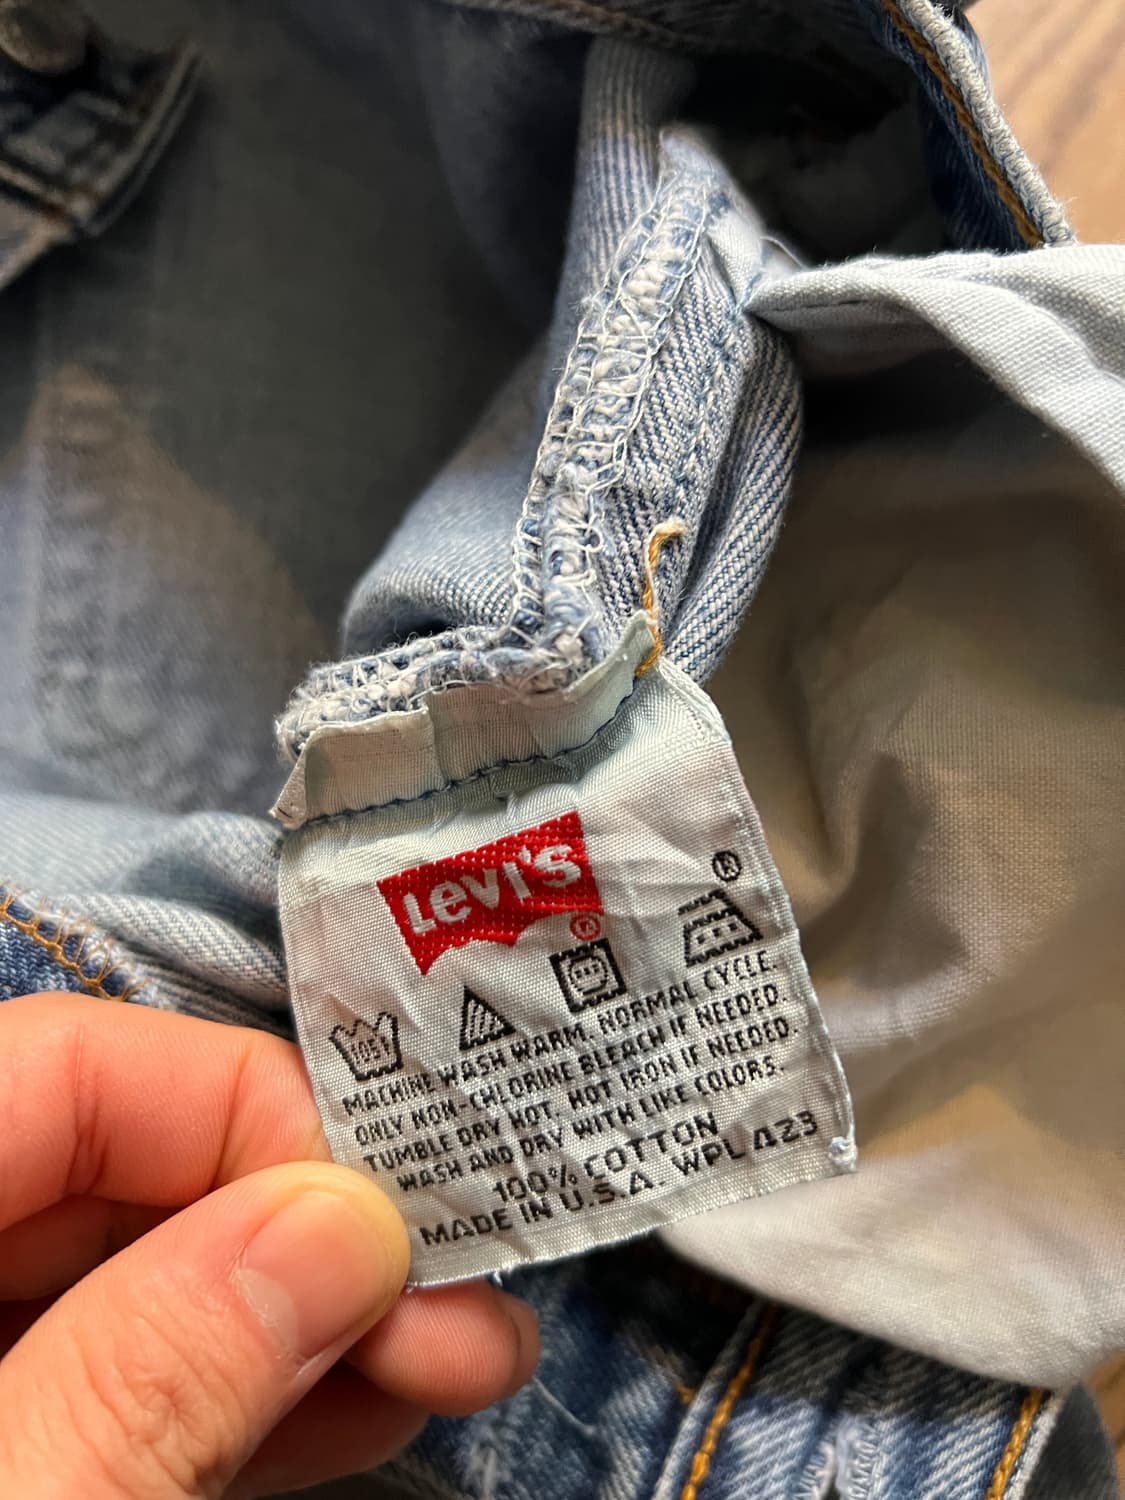 LEVI'S
®
®
105F
MACHINE WASH WARM, NORMAL CYCLE.
ONLY NON-CHLORINE BLEACH IF NEEDED.
TUMBLE DRY HOT, HOT IRON IF NEEDED.
WASH AND DRY WITH LIKE COLORS.
100% COTTON
MADE IN U.S.A. WPL 423